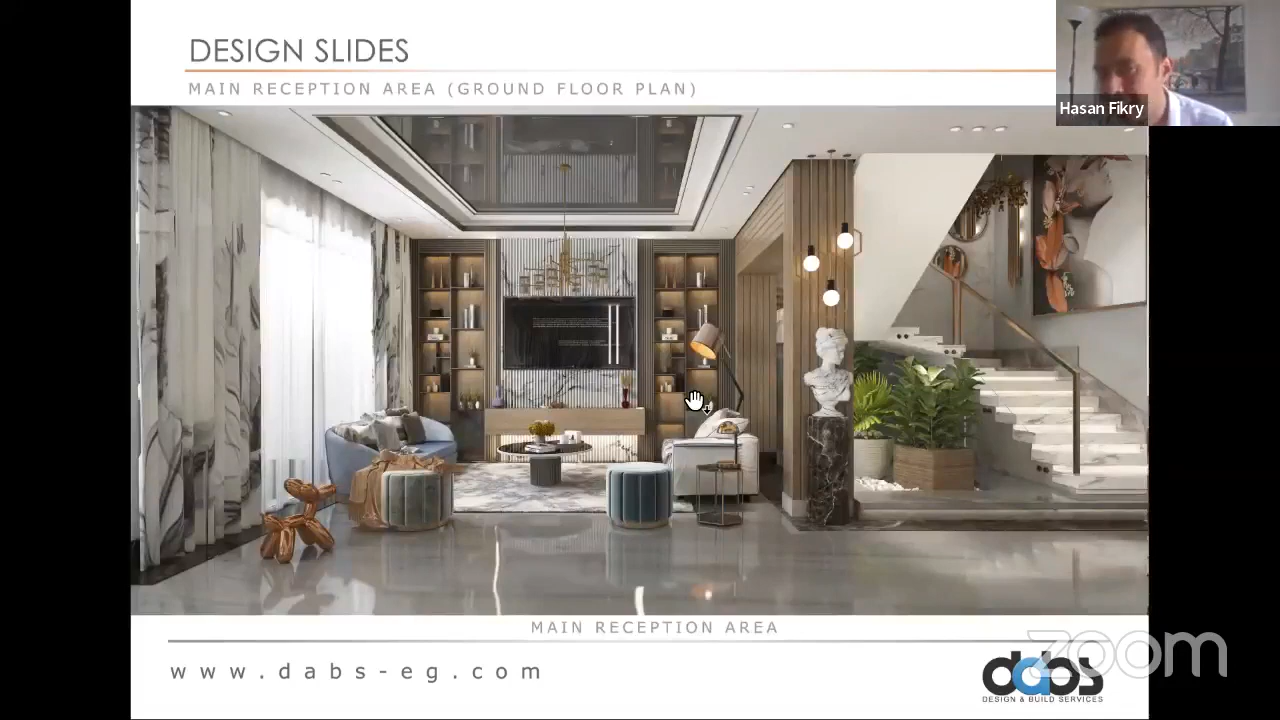 DESIGN SLIDES
MAIN RECEPTION AREA (GROUND FLOOR PLAN)
Hasan Fikry
MAIN RECEPTION AREA
www.dabs-eg.com
dabs
DESIGN & BUILD SERVICES
zoom